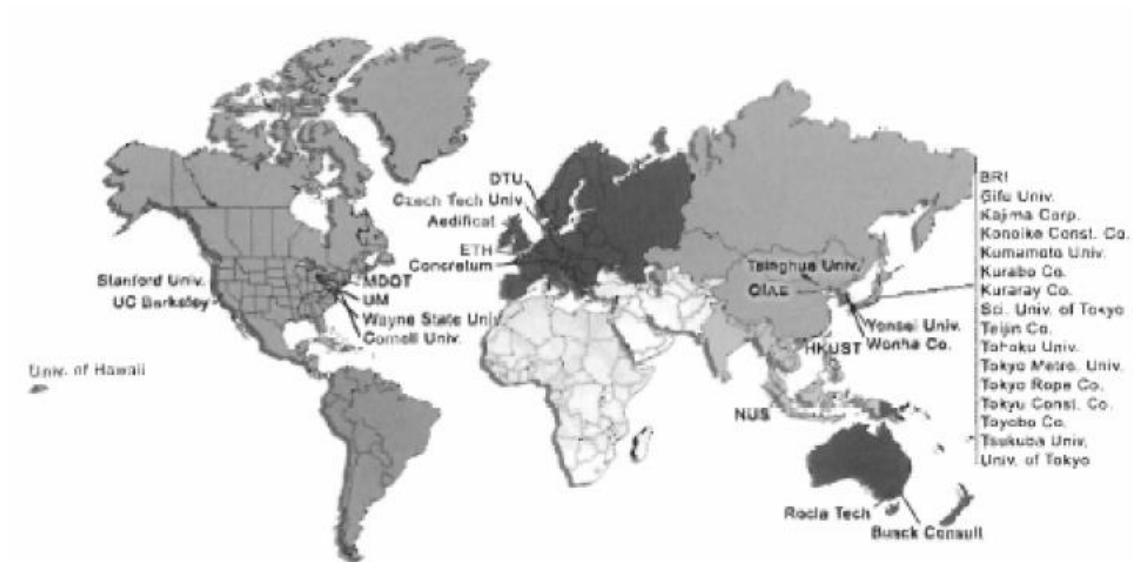 DTU
Czech Tech Univ.
Aedificat
ETH
Concretum
Stanford Univ.
UC Berkeley
MDOT
UM
Wayne State Univ
Cornell Univ.
Univ. of Hawaii
Tsinghua Univ.
Yonsei Univ.
Wonha Co.
HKUST
NUS
Rocla Tech
Busck Consult
BRI
Gifu Univ.
Kajima Corp.
Konoike Const. Co.
Kumamoto Univ.
Kurabo Co.
Kuraray Co.
Sci. Univ. of Tokyo
Teijin Co.
Tohoku Univ.
Tokyo Metro. Univ.
Tokyo Rope Co.
Tokyu Const. Co.
Toyobo Co.
Tsukuba Univ.
Univ. of Tokyo